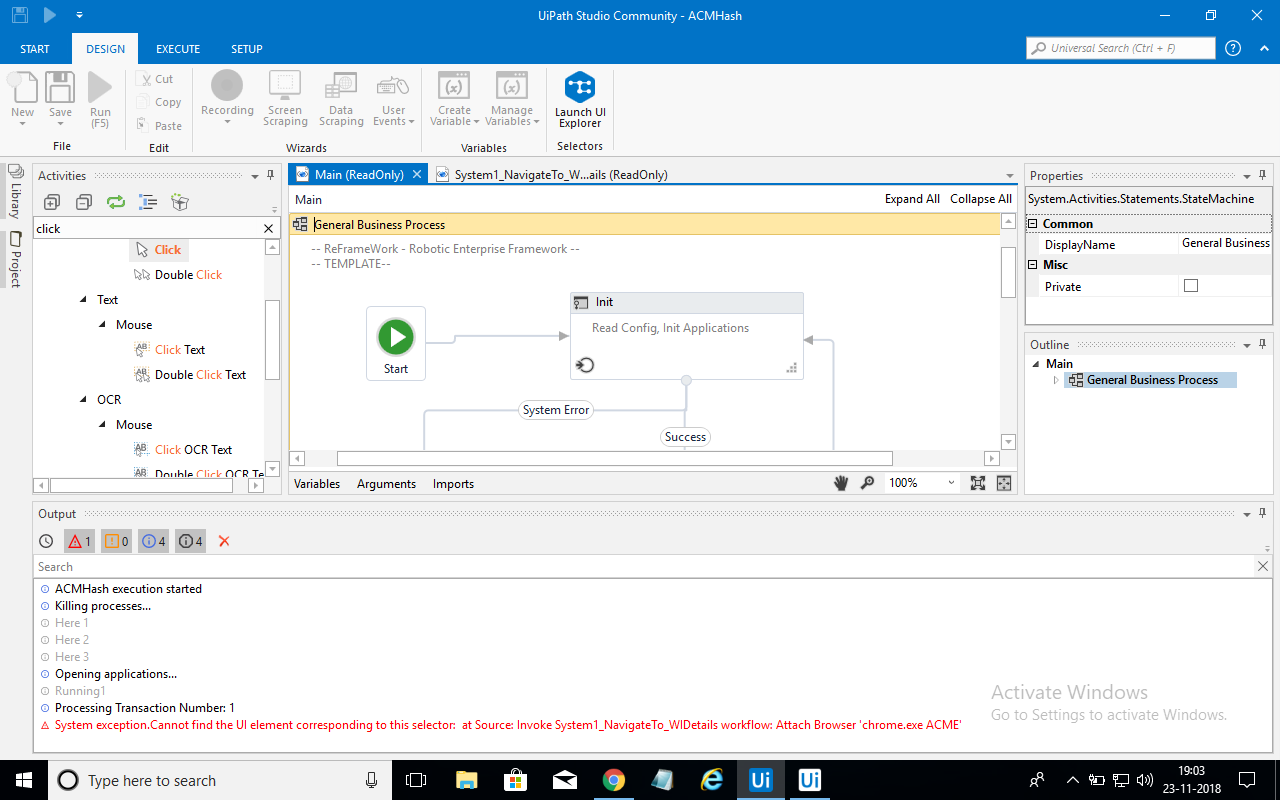 UiPath Studio Community - ACMHash
START DESIGN EXECUTE SETUP
Universal Search (Ctrl + F)
New Save Run (F5)
Cut
Copy
Paste
Recording Screen Scraping Data Scraping User Events
Create Variable Manage Variables
Launch UI Explorer
File Edit Wizards Variables Selectors
Library
Project
Activities
click
Click
Double Click
Text
Mouse
Click Text
Double Click Text
OCR
Mouse
Click OCR Text
Double Click OCR Te
Main (ReadOnly) System1_NavigateTo_W...ails (ReadOnly)
Main Expand All Collapse All
General Business Process
-- ReFrameWork - Robotic Enterprise Framework --
-- TEMPLATE--
Start
Init
Read Config, Init Applications
System Error
Success
Variables Arguments Imports 100%
Properties
System.Activities.Statements.StateMachine
Common
DisplayName General Business
Misc
Private
Outline
Main
General Business Process
Output
1 0 4 4
Search
ACMHash execution started
Killing processes...
Here 1
Here 2
Here 3
Opening applications...
Running1
Processing Transaction Number: 1
System exception.Cannot find the UI element corresponding to this selector:  at Source: Invoke System1_NavigateTo_WIDetails workflow: Attach Browser 'chrome.exe ACME'
Activate Windows
Go to Settings to activate Windows.
Type here to search
Ui Ui
19:03
23-11-2018